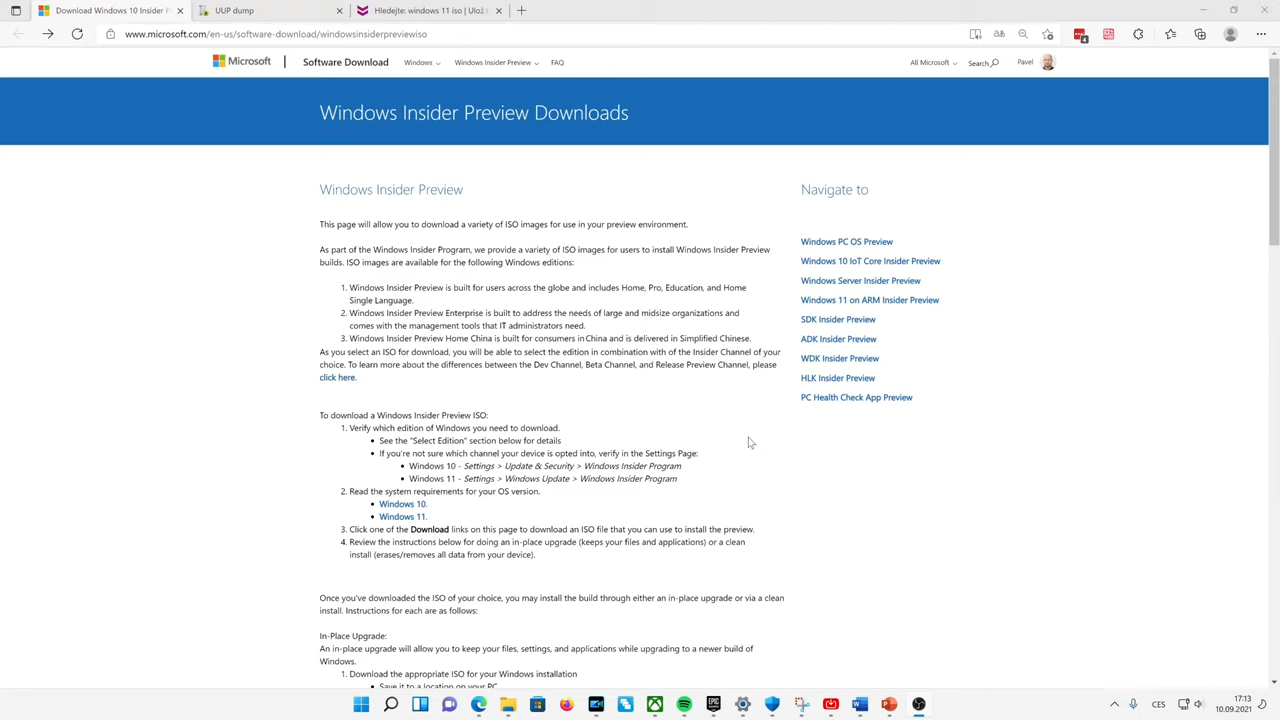 Download Windows 10 Insider P
UUP dump
Hledejte: windows 11 iso | Ulož.t
www.microsoft.com/en-us/software-download/windowsinsiderpreviewiso
4
Microsoft
Software Download
Windows
Windows Insider Preview
FAQ
All Microsoft
Search
Pavel
Windows Insider Preview Downloads
Windows Insider Preview
This page will allow you to download a variety of ISO images for use in your preview environment.
As part of the Windows Insider Program, we provide a variety of ISO images for users to install Windows Insider Preview
builds. ISO images are available for the following Windows editions:
1. Windows Insider Preview is built for users across the globe and includes Home, Pro, Education, and Home
Single Language.
2. Windows Insider Preview Enterprise is built to address the needs of large and midsize organizations and
comes with the management tools that IT administrators need.
3. Windows Insider Preview Home China is built for consumers in China and is delivered in Simplified Chinese.
As you select an ISO for download, you will be able to select the edition in combination with of the Insider Channel of your
choice. To learn more about the differences between the Dev Channel, Beta Channel, and Release Preview Channel, please
click here.
To download a Windows Insider Preview ISO:
1. Verify which edition of Windows you need to download.
• See the "Select Edition" section below for details
• If you're not sure which channel your device is opted into, verify in the Settings Page:
• Windows 10 - Settings > Update & Security > Windows Insider Program
• Windows 11 - Settings > Windows Update > Windows Insider Program
2. Read the system requirements for your OS version.
• Windows 10.
• Windows 11.
3. Click one of the Download links on this page to download an ISO file that you can use to install the preview.
4. Review the instructions below for doing an in-place upgrade (keeps your files and applications) or a clean
install (erases/removes all data from your device).
Once you've downloaded the ISO of your choice, you may install the build through either an in-place upgrade or via a clean
install. Instructions for each are as follows:
In-Place Upgrade:
An in-place upgrade will allow you to keep your files, settings, and applications while upgrading to a newer build of
Windows.
1. Download the appropriate ISO for your Windows installation
• Save it to a location on your PC
Navigate to
Windows PC OS Preview
Windows 10 IoT Core Insider Preview
Windows Server Insider Preview
Windows 11 on ARM Insider Preview
SDK Insider Preview
ADK Insider Preview
WDK Insider Preview
HLK Insider Preview
PC Health Check App Preview
EPIC
CES
17:13
10.09.2021